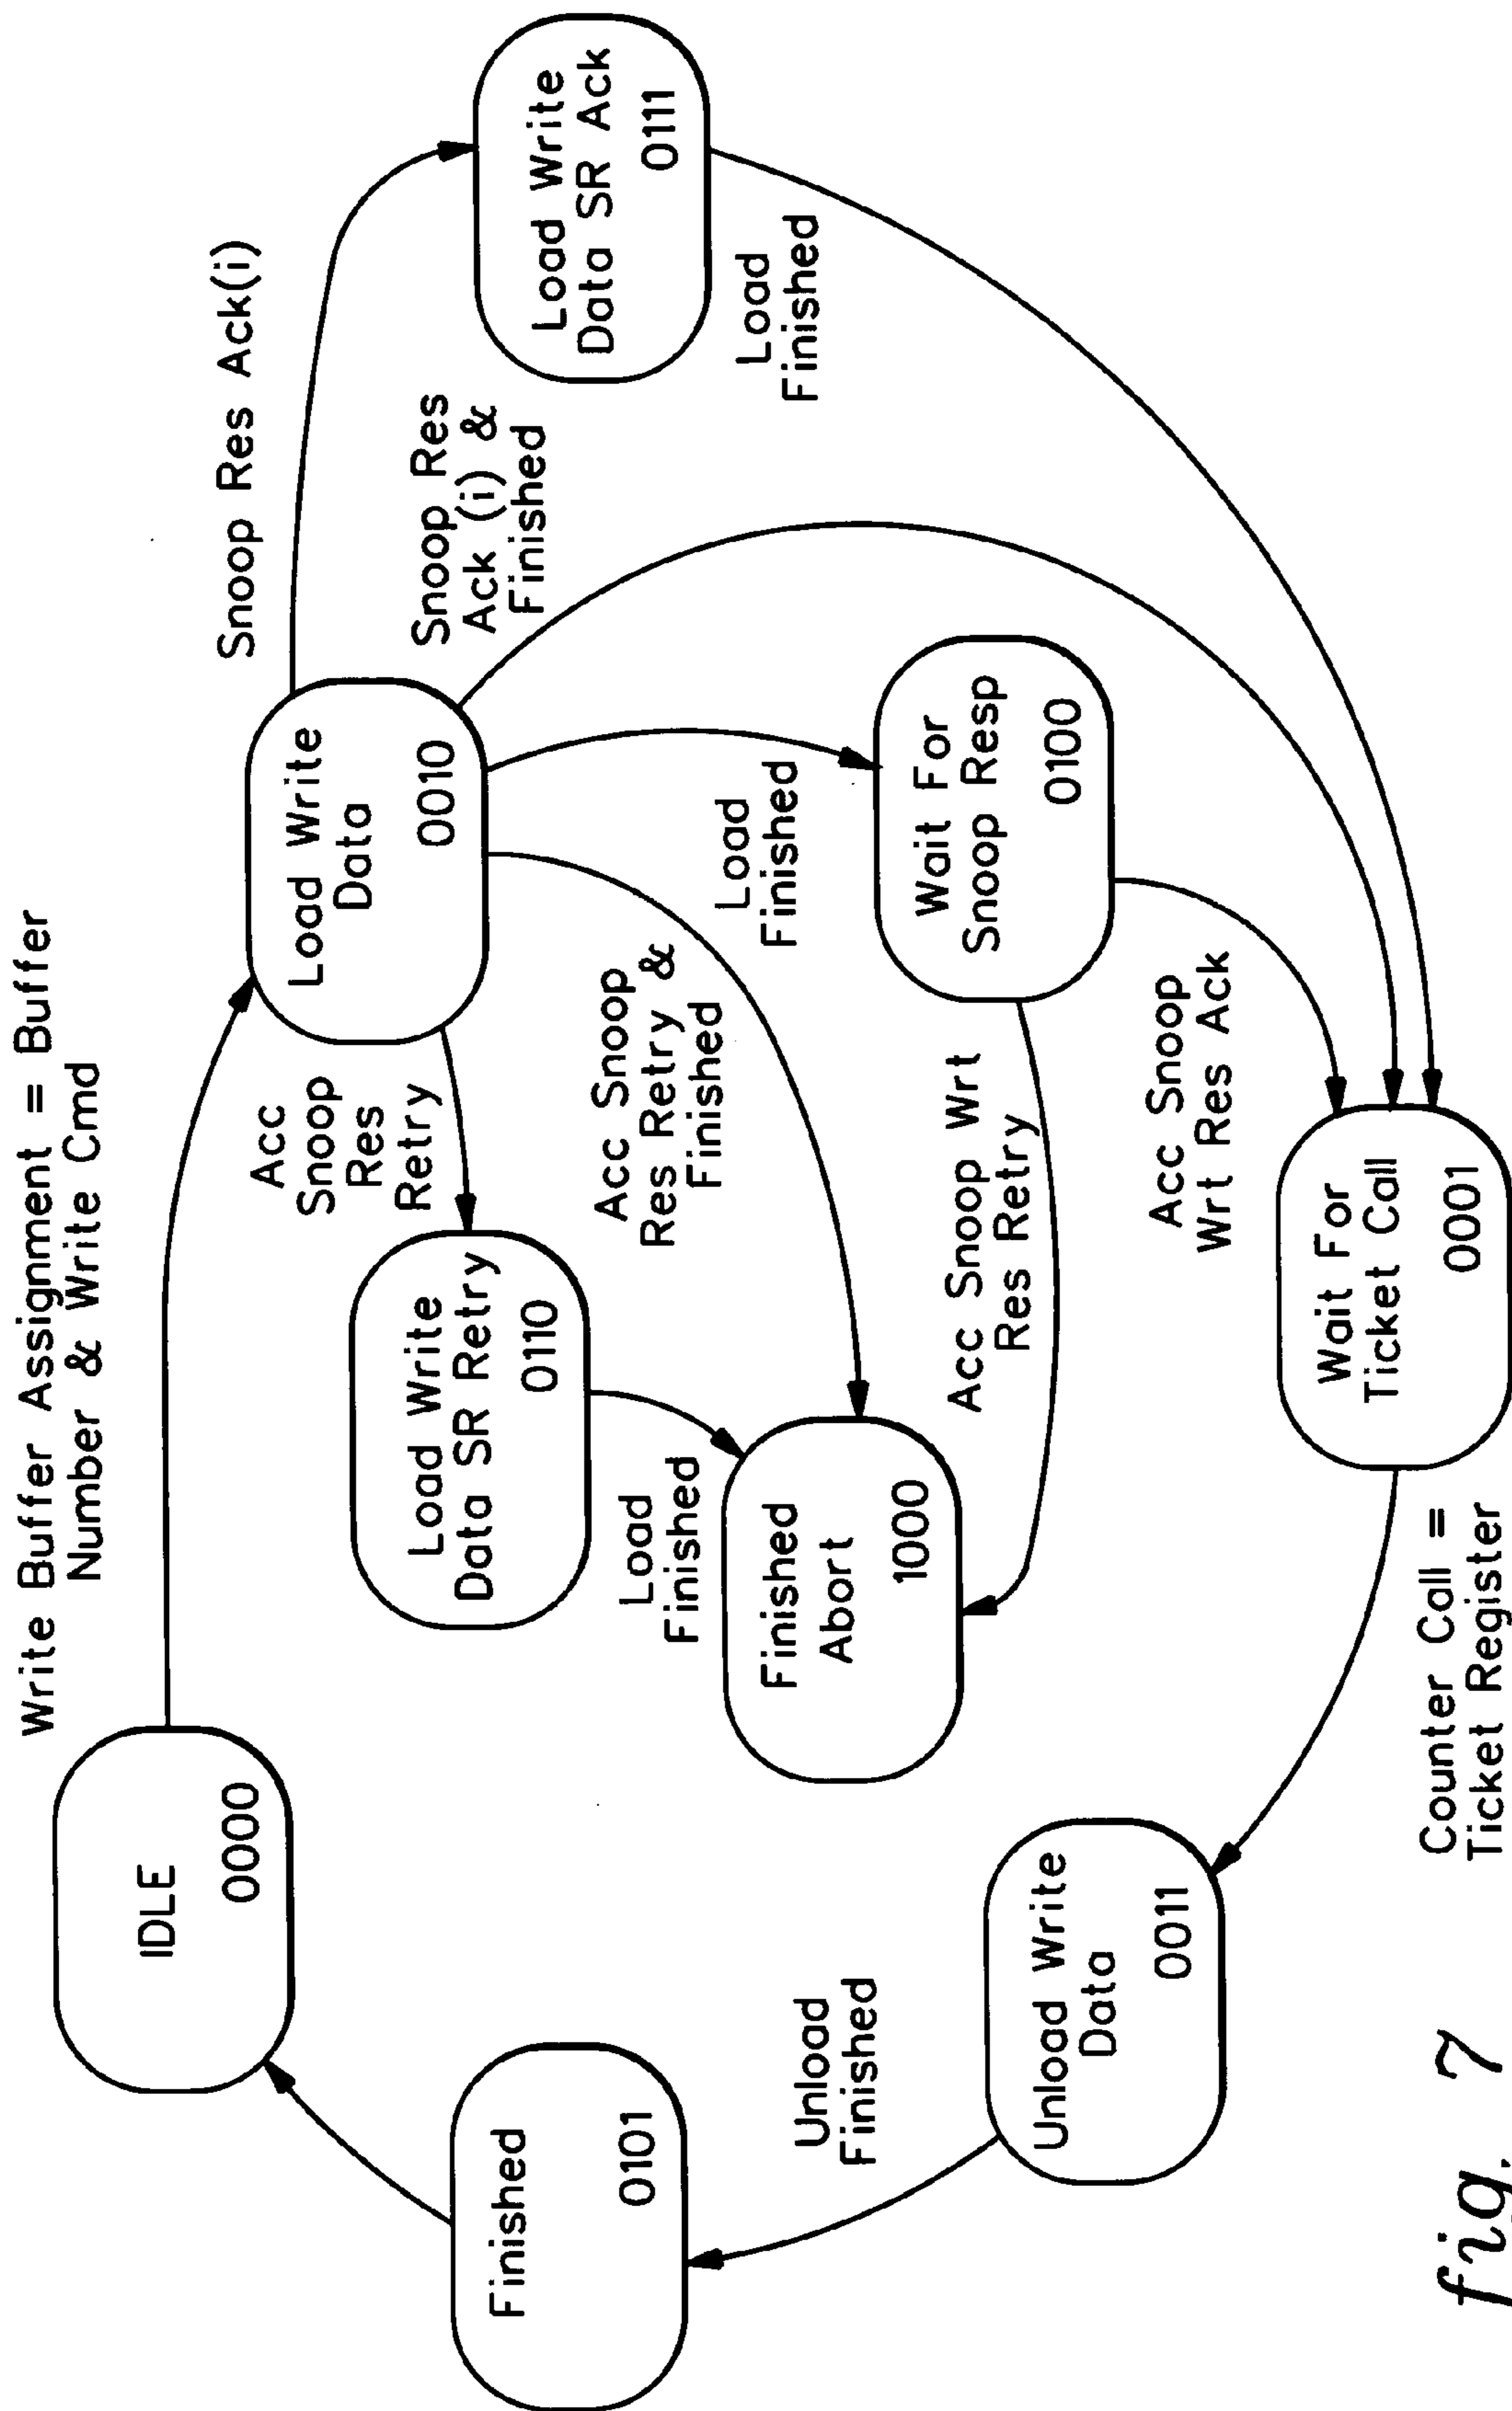 Write Buffer Assignment = Buffer
Number & Write Cmd
IDLE
0000
Load Write
Data
0010
Snoop Res Ack(i)
Snoop Res
Ack (i) &
Finished
Load Write
Data SR Ack
0111
Load
Finished
Acc
Snoop
Res
Retry
Load Write
Data SR Retry
0110
Acc Snoop
Res Retry &
Finished
Load
Finished
Wait For
Snoop Resp
0100
Load
Finished
Finished
Abort
1000
Acc Snoop Wrt
Res Retry
Acc Snoop
Wrt Res Ack
Wait For
Ticket Call
0001
Counter Call =
Ticket Register
Unload Write
Data
0011
Unload
Finished
Finished
0101
fig. 7